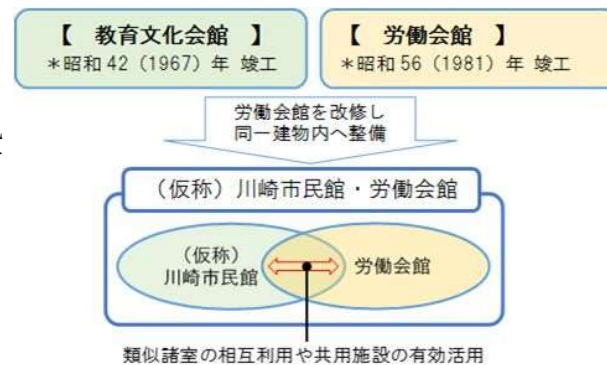 【 教育文化会館 】
*昭和42(1967)年 竣工
【 労働会館 】
*昭和56(1981)年 竣工
労働会館を改修し
同一建物内へ整備
(仮称)川崎市民館・労働会館
(仮称)
川崎市民館
労働会館
類似諸室の相互利用や共用施設の有効活用